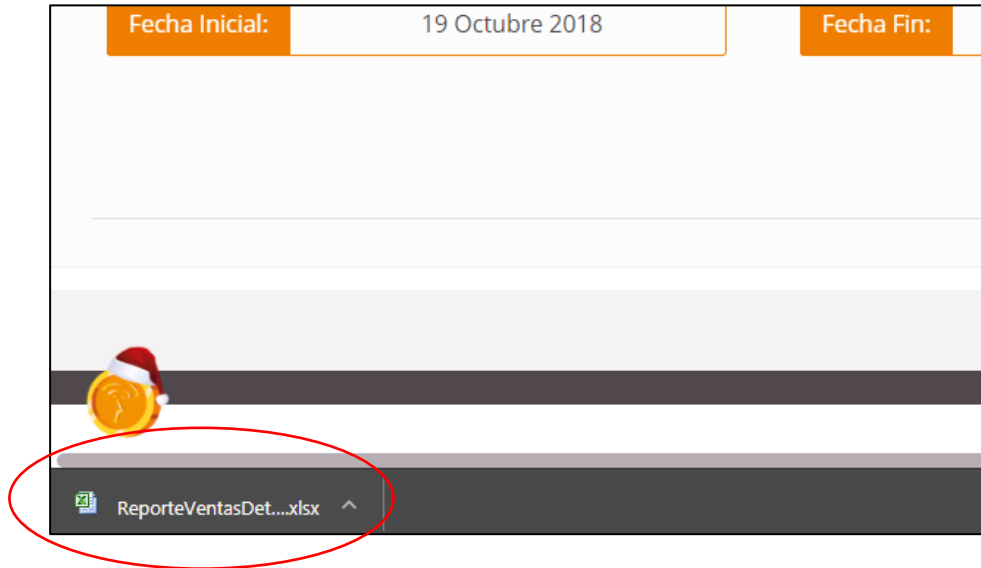 Fecha Inicial: 19 Octubre 2018 Fecha Fin:
ReporteVentasDet....xlsx